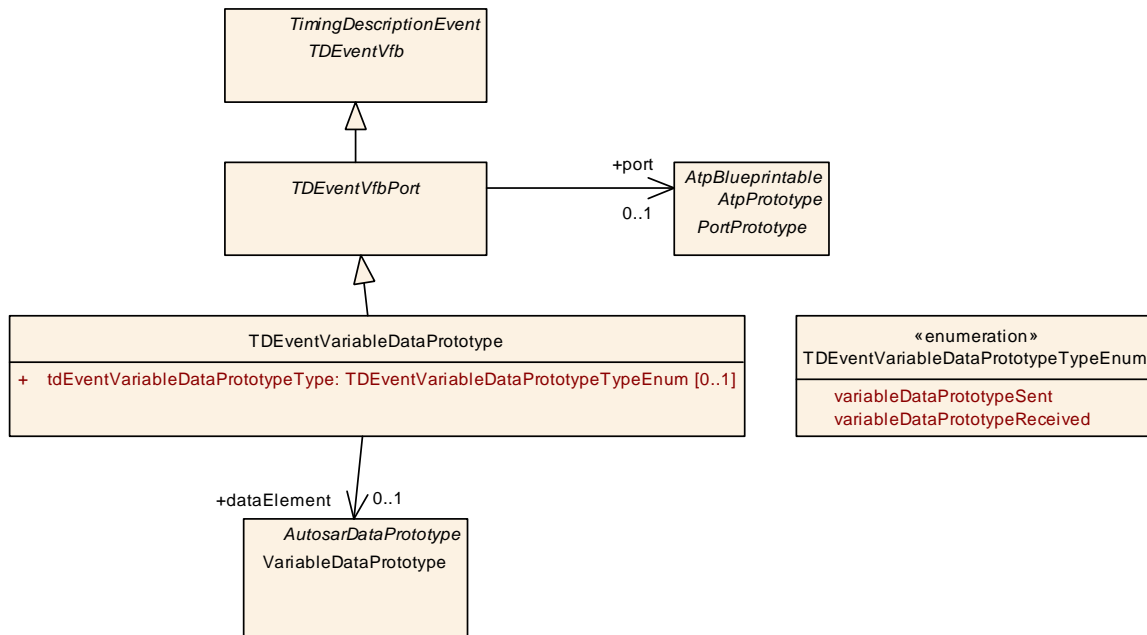 TimingDescriptionEvent
TDEventVfb
TDEventVfbPort
+port
0..1
AtpBlueprintable
AtpPrototype
PortPrototype
TDEventVariableDataPrototype
+ tdEventVariableDataPrototypeType: TDEventVariableDataPrototypeTypeEnum [0..1]
«enumeration»
TDEventVariableDataPrototypeTypeEnum
variableDataPrototypeSent
variableDataPrototypeReceived
+dataElement 0..1
AutosarDataPrototype
VariableDataPrototype